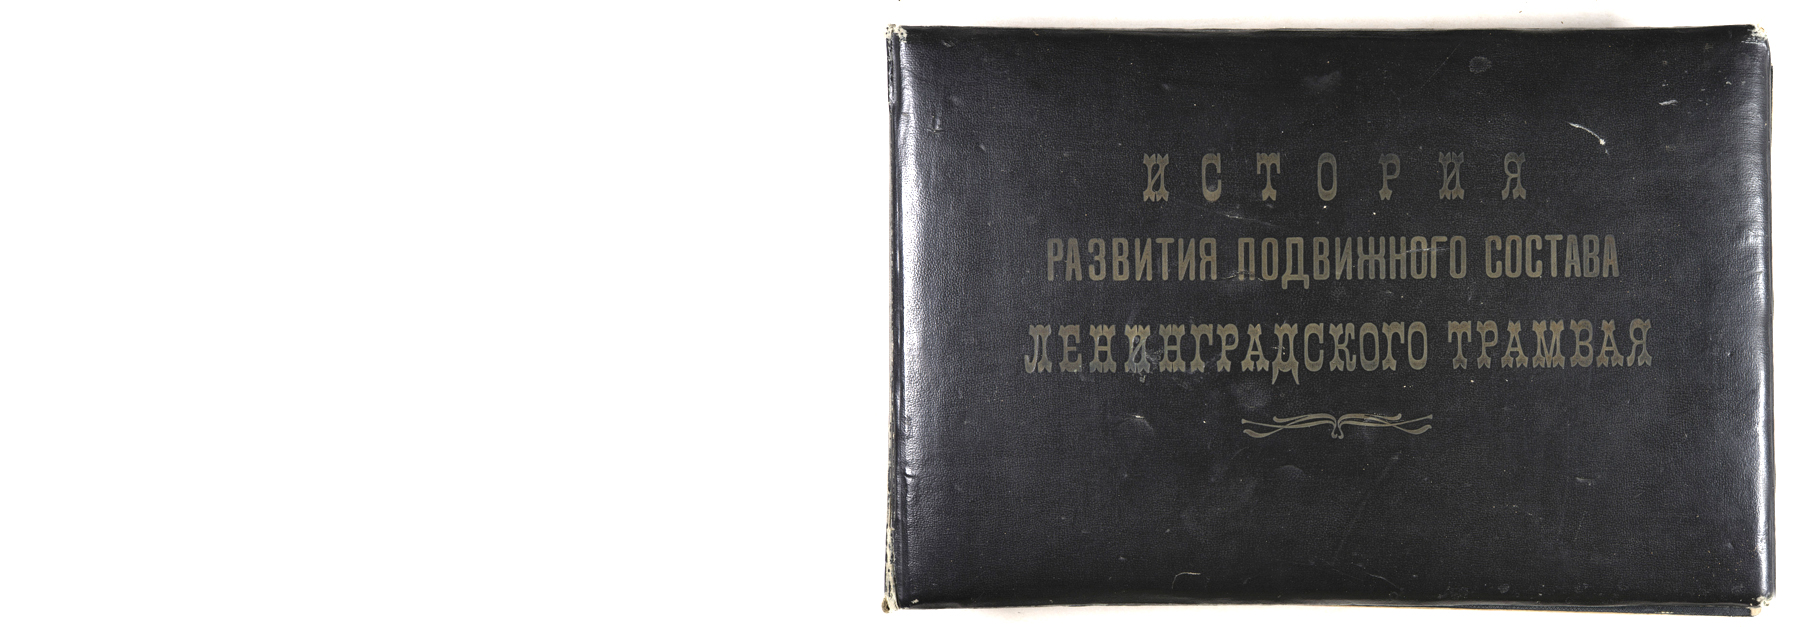 ИСТОРИЯ
РАЗВИТИЯ ПОДВИЖНОГО СОСТАВА
ЛЕНИНГРАДСКОГО ТРАМВАЯ